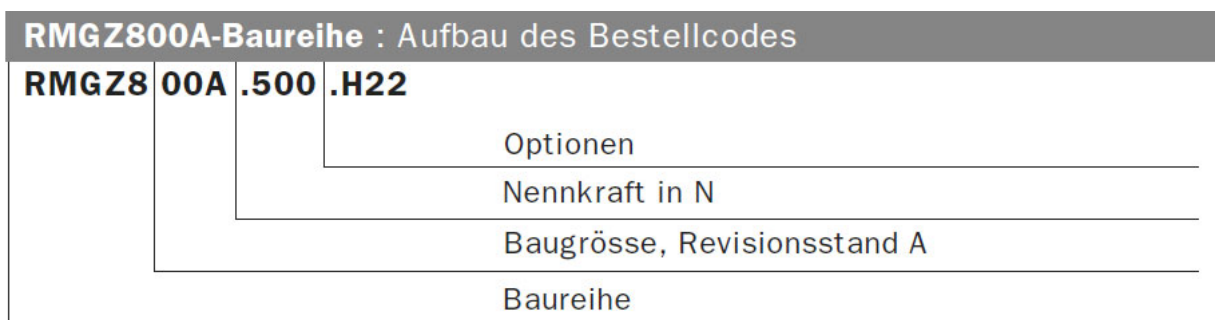 RMGZ800A-Baureihe : Aufbau des Bestellcodes
RMGZ8 00A .500 .H22
Optionen
Nennkraft in N
Baugrösse, Revisionsstand A
Baureihe